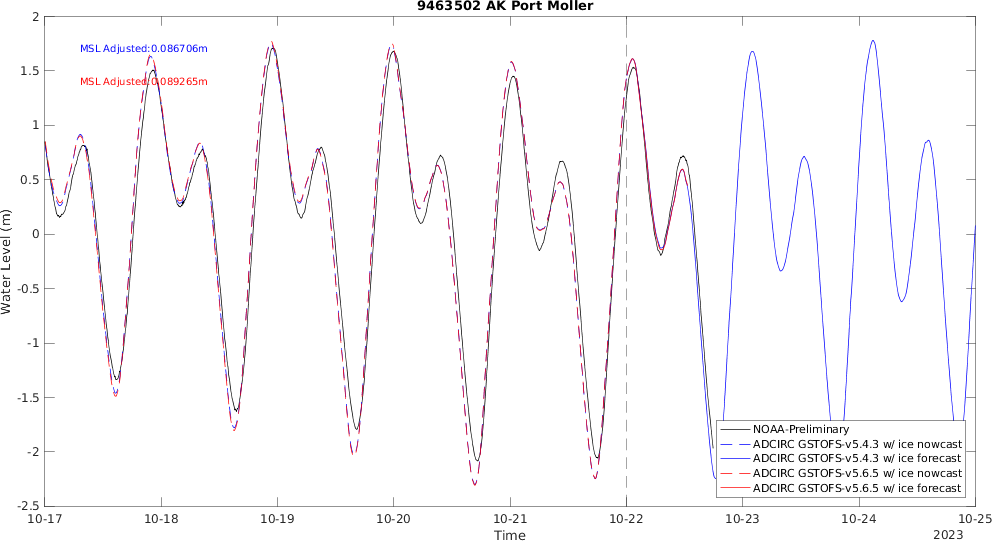 9463502 AK Port Moller
MSL Adjusted:0.086706m
MSL Adjusted:0.089265m
Water Level (m)
2
1.5
1
0.5
0
-0.5
-1
-1.5
-2
-2.5
NOAA-Preliminary
ADCIRC GSTOFS-v5.4.3 w/ ice nowcast
ADCIRC GSTOFS-v5.4.3 w/ ice forecast
ADCIRC GSTOFS-v5.6.5 w/ ice nowcast
ADCIRC GSTOFS-v5.6.5 w/ ice forecast
10-17 10-18 10-19 10-20 10-21 10-22 10-23 10-24 10-25
Time
2023